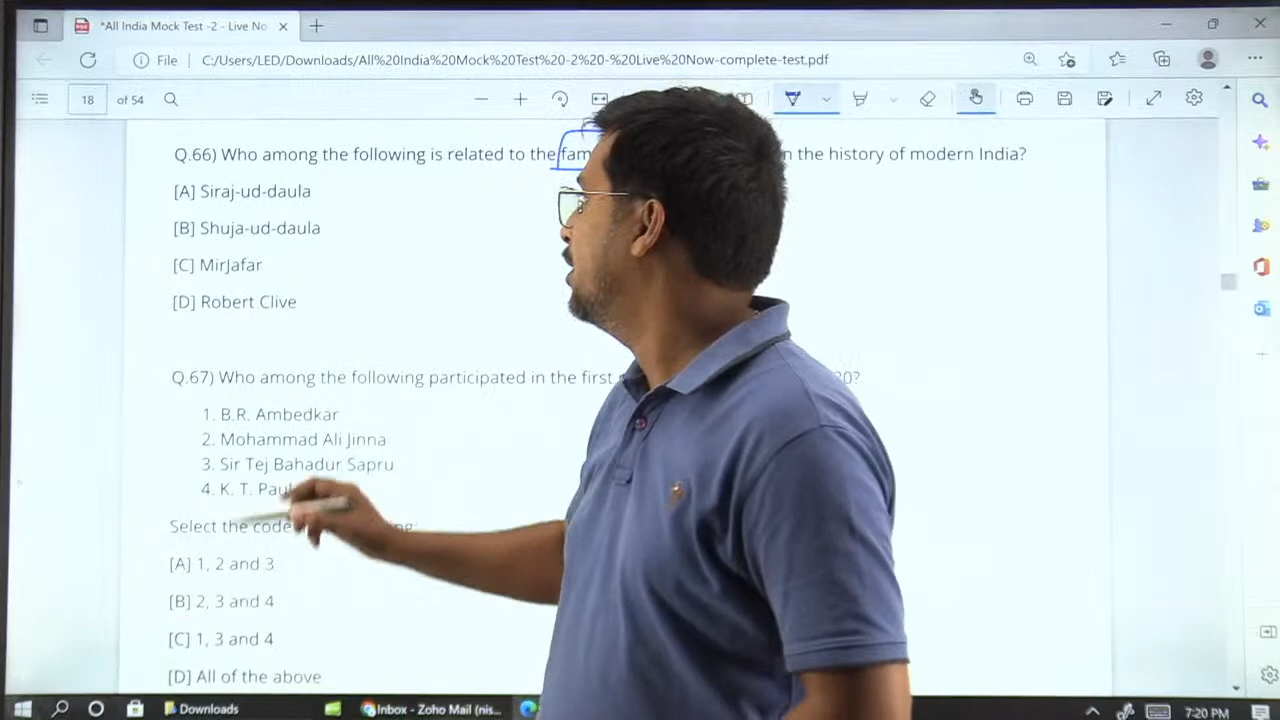 *All India Mock Test -2 - Live No
File
C:/Users/LED/Downloads/All%20India%20Mock%20Test%20-2%20-%20Live%20Now-complete-test.pdf
18 of 54
Q.66) Who among the following is related to the fam n the history of modern India?
[A] Siraj-ud-daula
[B] Shuja-ud-daula
[C] MirJafar
[D] Robert Clive
Q.67) Who among the following participated in the first 30?
1. B.R. Ambedkar
2. Mohammad Ali Jinna
3. Sir Tej Bahadur Sapru
4. K. T. Paul
Select the code ng:
[A] 1, 2 and 3
[B] 2, 3 and 4
[C] 1, 3 and 4
[D] All of the above
Downloads
Inbox - Zoho Mail (nis...
7:20 PM